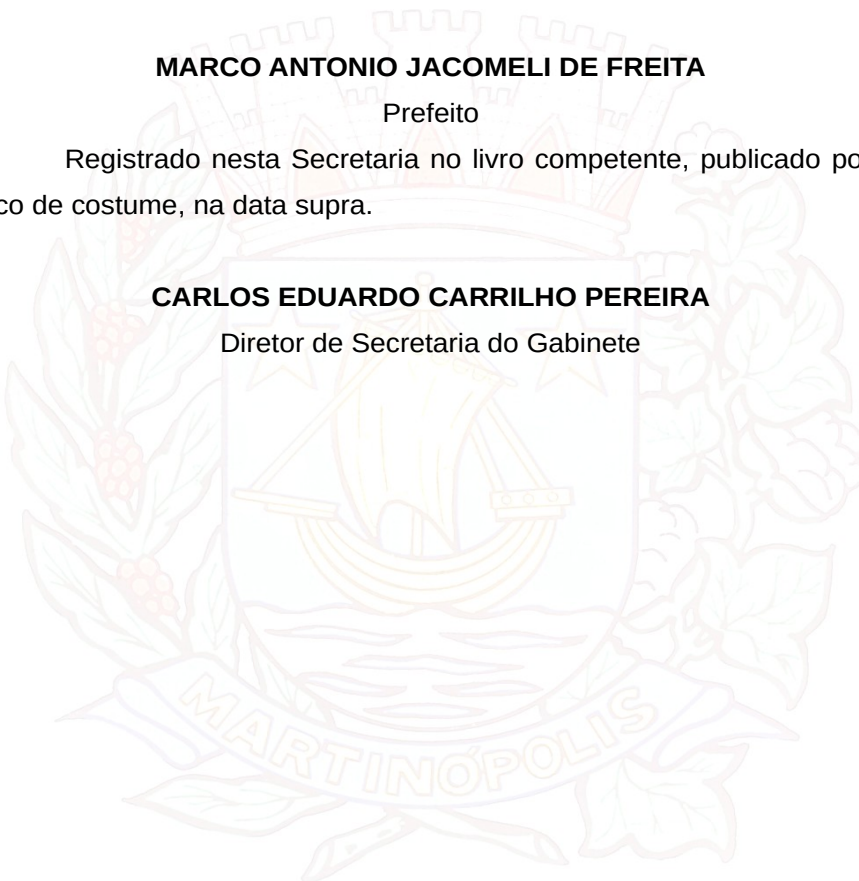 MARCO ANTONIO JACOMELI DE FREITA
Prefeito
Registrado nesta Secretaria no livro competente, publicado po
co de costume, na data supra.
CARLOS EDUARDO CARRILHO PEREIRA
Diretor de Secretaria do Gabinete
MARTINÓPOLIS